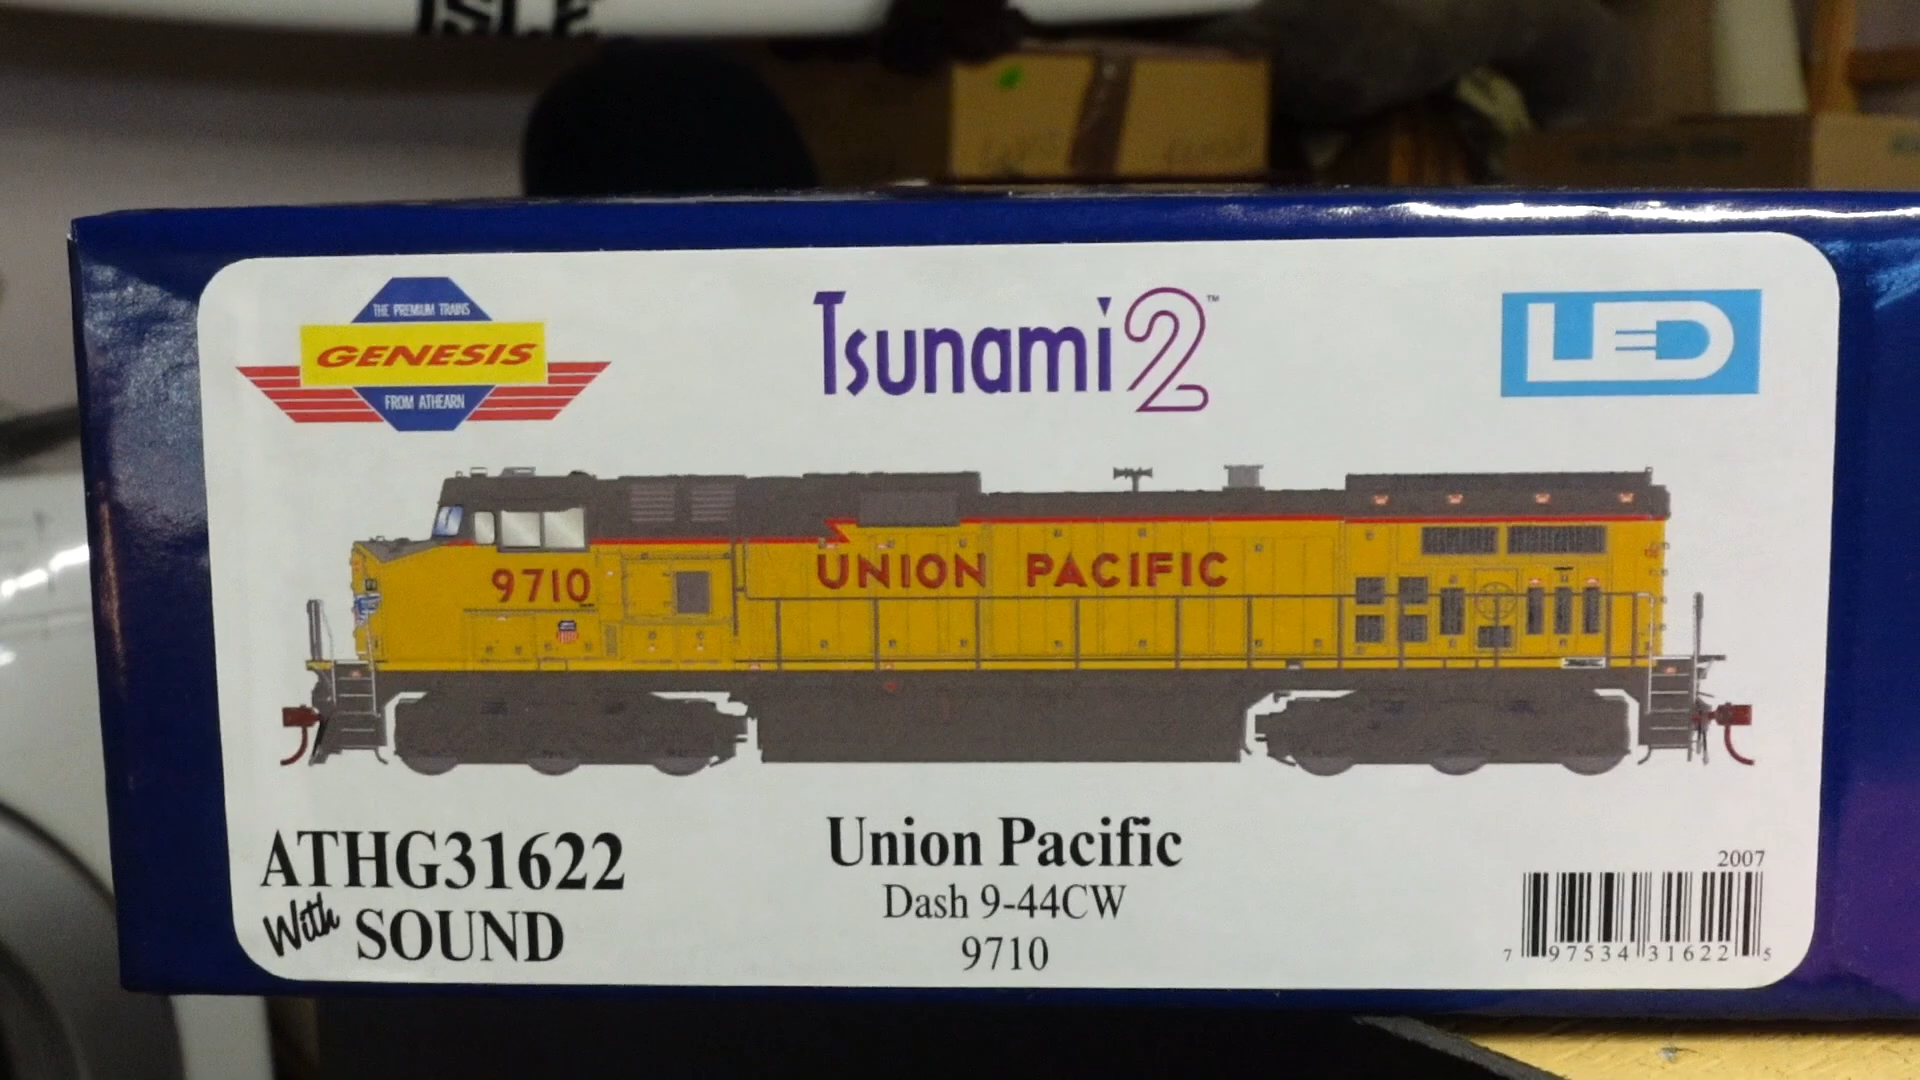 THE PREMIUM TRAINS
GENESIS
FROM ATHEARN
Tsunami2™
LED
9710
UNION PACIFIC
ATHG31622
With SOUND
Union Pacific
Dash 9-44CW
9710
2007
7 97534 31622 5